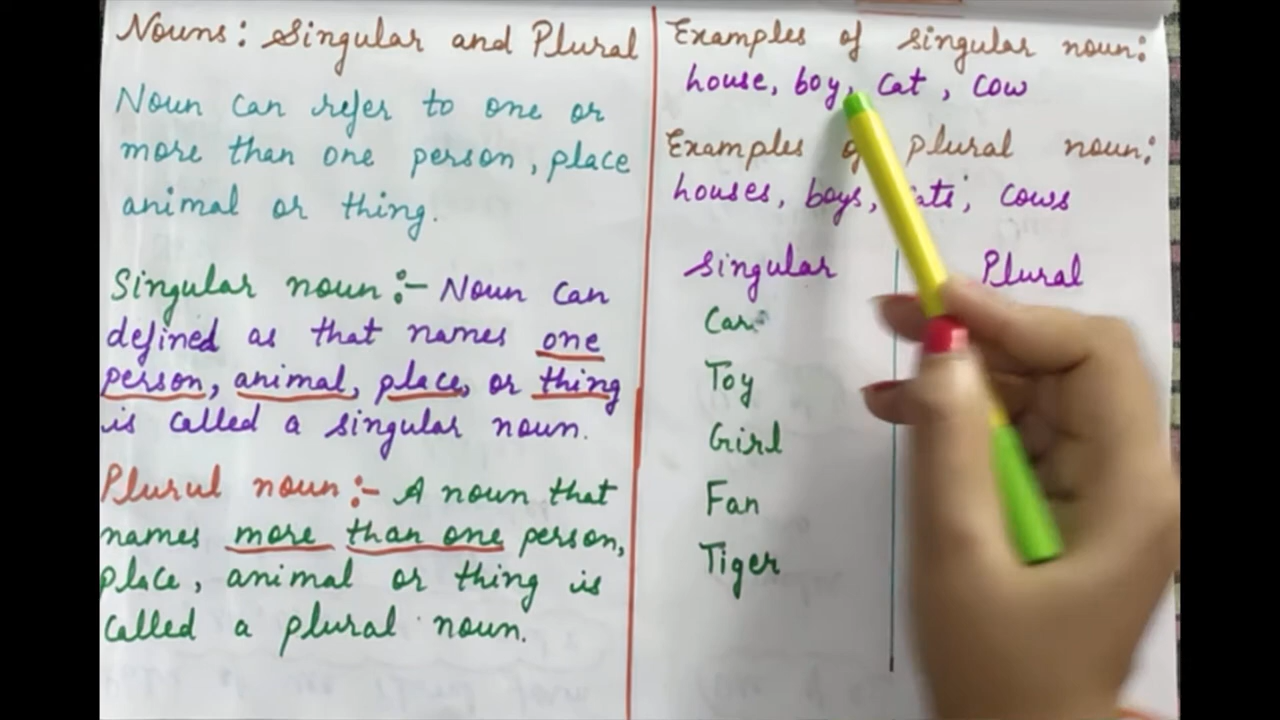 Nouns: Singular and Plural
Noun can refer to one or
more than one person, place
animal or thing.
Singular noun:- Noun can
defined as that names one
person, animal, place, or thing
is called a singular noun.
Plurul noun:- A noun that
names more than one person,
place, animal or thing is
called a plural noun.
Examples of singular noun:
house, boy, cat, cow
Examples of plural noun:
houses, boys, cats, cows
Singular Plural
Car
Toy
Girl
Fan
Tiger